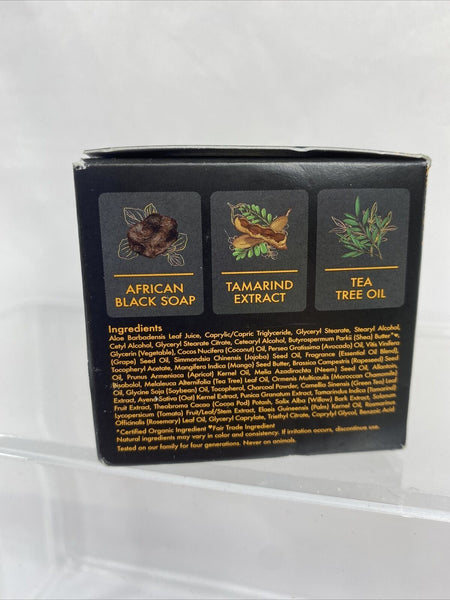 AFRICAN
BLACK SOAP
TAMARIND
EXTRACT
TEA
TREE OIL
Ingredients
Aloe Barbadensis Leaf Juice, Caprylic/Capric Triglyceride, Glyceryl Stearate, Stearyl Alcohol,
Cetyl Alcohol, Glyceryl Stearate Citrate, Cetearyl Alcohol, Butyrospermum Parkii (Shea) Butter*♥,
Glycerin (Vegetable), Cocos Nucifera (Coconut) Oil, Persea Gratissima (Avocado) Oil, Vitis Vinifera
(Grape) Seed Oil, Simmondsia Chinensis (Jojoba) Seed Oil, Fragrance (Essential Oil Blend),
Tocopheryl Acetate, Mangifera Indica (Mango) Seed Butter, Brassica Campestris (Rapeseed) Seed
Oil, Prunus Armeniaca (Apricot) Kernel Oil, Melia Azadirachta (Neem) Seed Oil, Allantoin,
Bisabolol, Melaleuca Alternifolia (Tea Tree) Leaf Oil, Ormenis Multicaulis (Moroccan Chamomile)
Oil, Glycine Soja (Soybean) Oil, Tocopherol, Charcoal Powder, Camellia Sinensis (Green Tea) Leaf
Extract, Avena Sativa (Oat) Kernel Extract, Punica Granatum Extract, Tamarindus Indica (Tamarind)
Fruit Extract, Theobroma Cacao (Cocoa Pod) Potash, Salix Alba (Willow) Bark Extract, Solanum
Lycopersicum (Tomato) Fruit/Leaf/Stem Extract, Elaeis Guineensis (Palm) Kernel Oil, Rosmarinus
Officinalis (Rosemary) Leaf Oil, Glyceryl Caprylate, Triethyl Citrate, Caprylyl Glycol, Benzoic Acid
*Certified Organic Ingredient ♥Fair Trade Ingredient
Natural ingredients may vary in color and consistency. If irritation occurs, discontinue use.
Tested on our family for four generations. Never on animals.